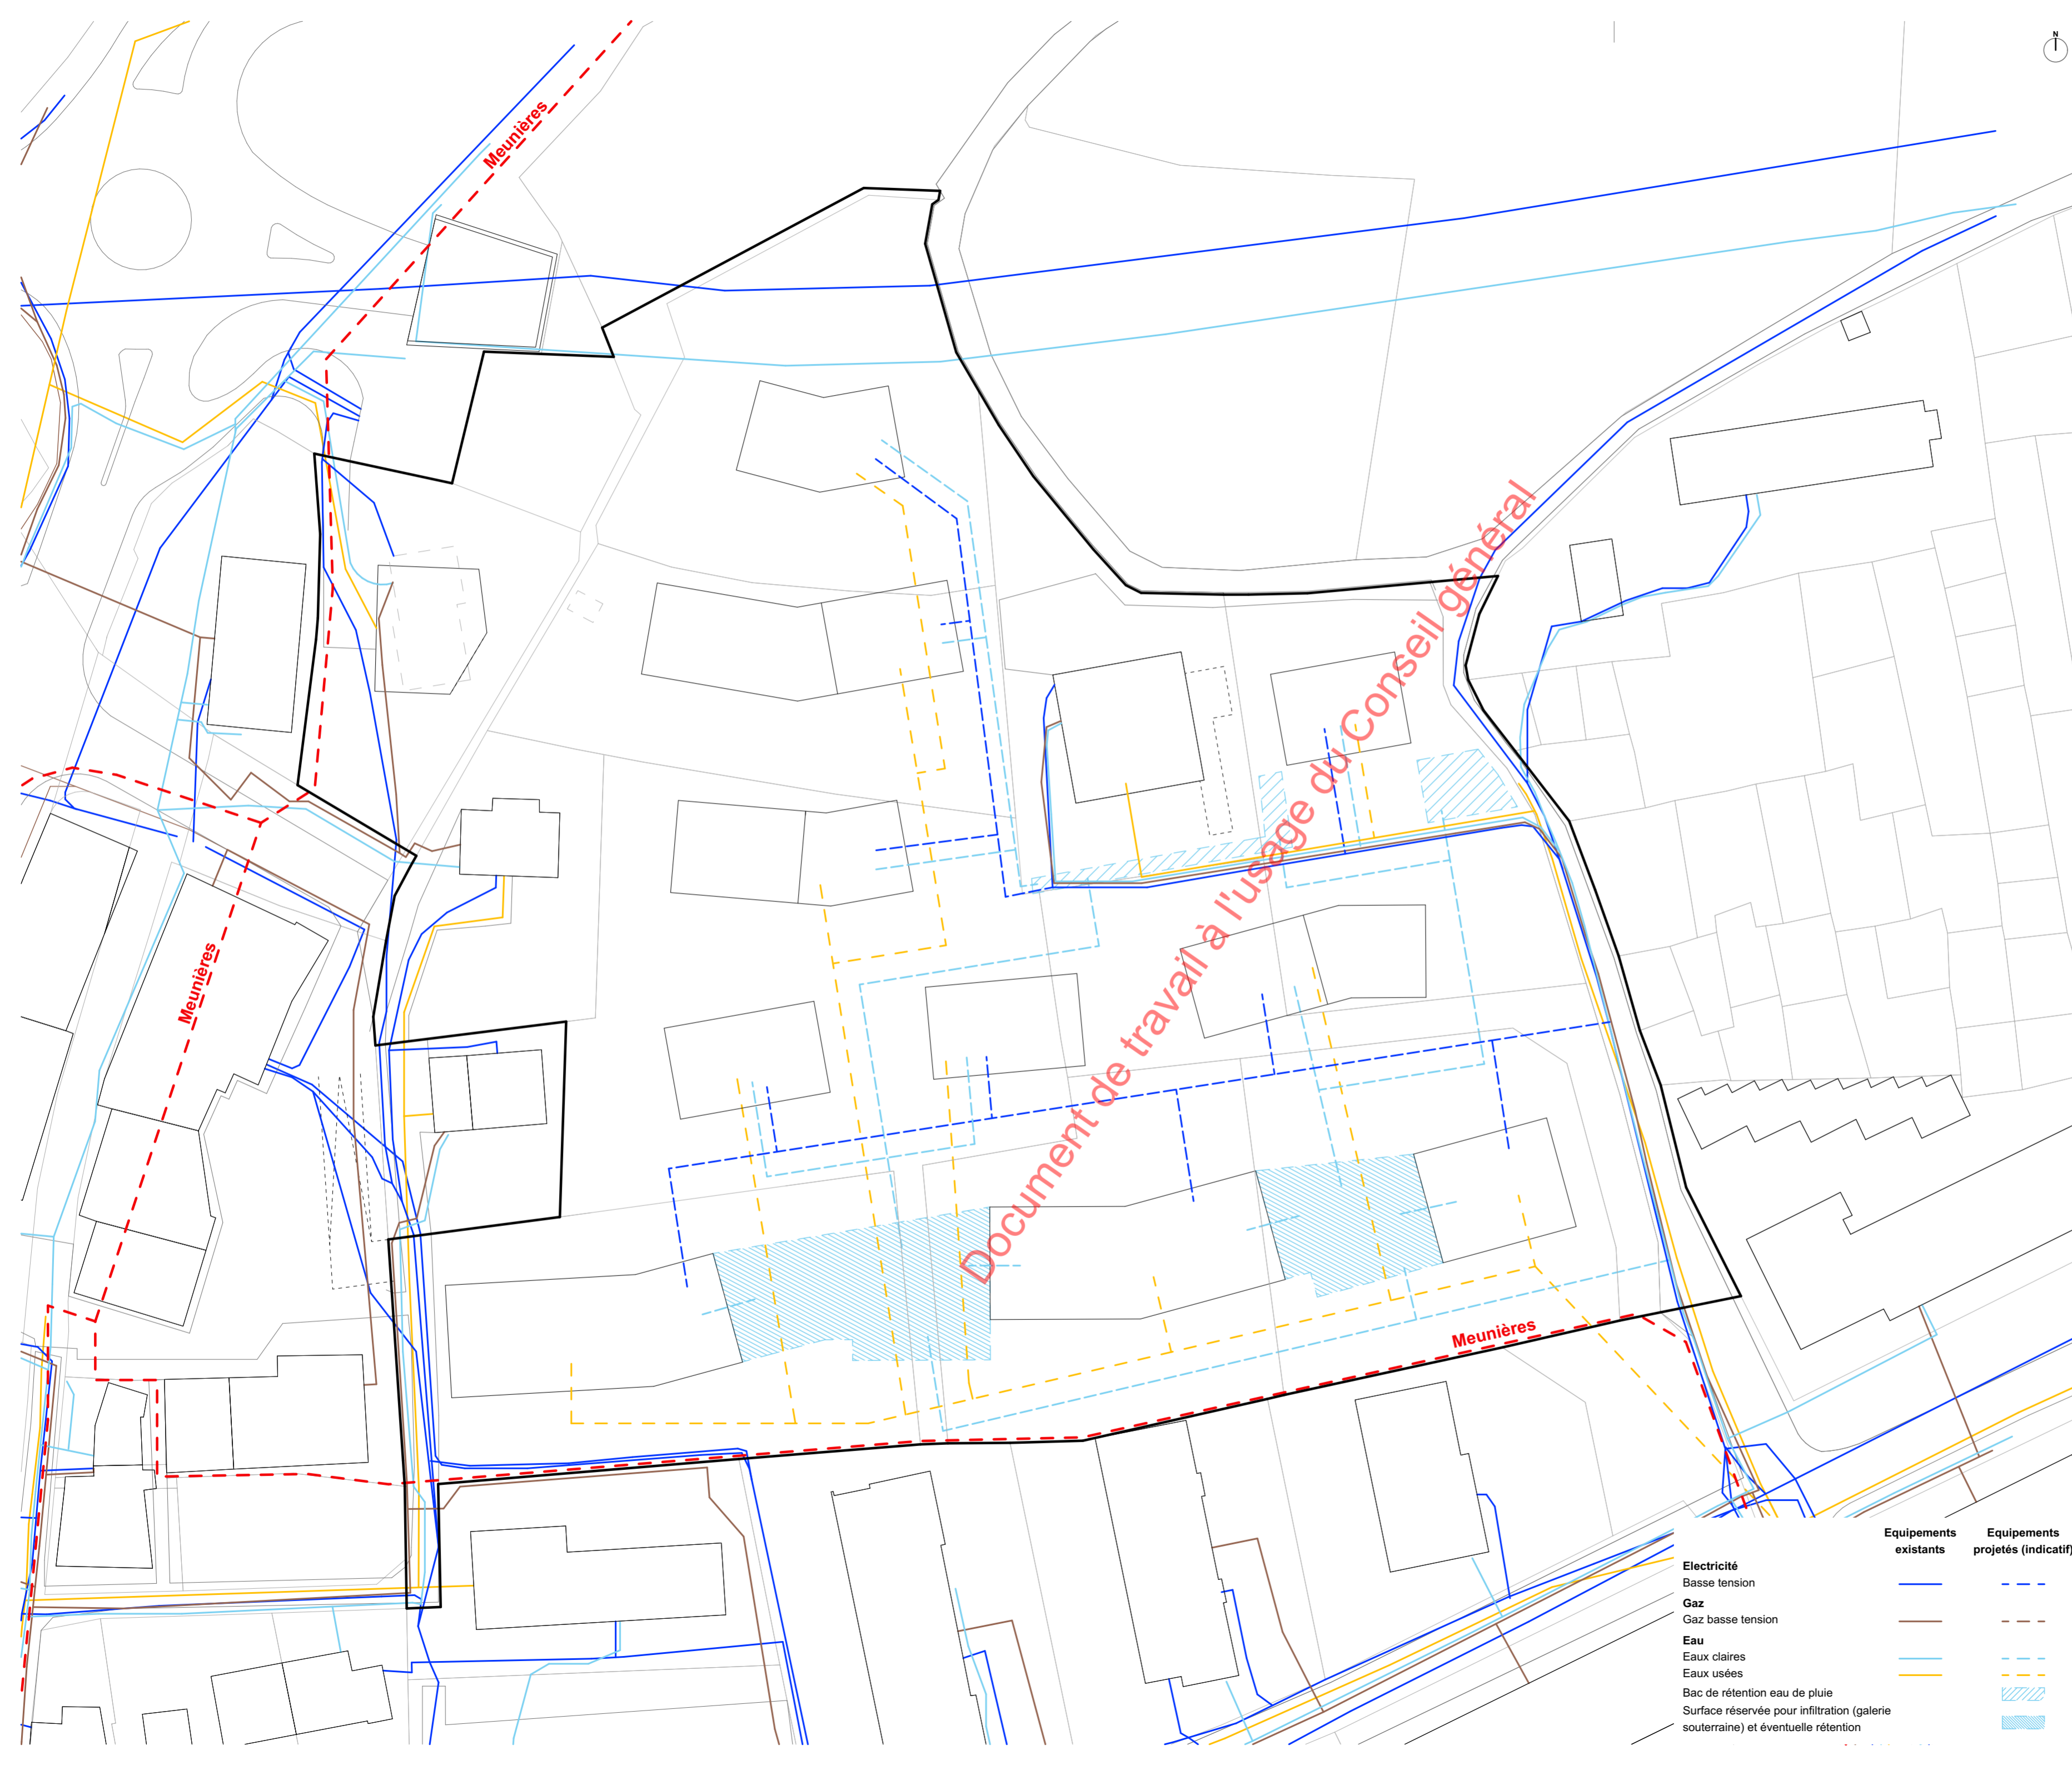 N
Meunières
Document de travail à l'usage du Conseil général
Meunières
Meunières
Equipements existants
Equipements projetés (indicatif)
Electricité
Basse tension
Gaz
Gaz basse tension
Eau
Eaux claires
Eaux usées
Bac de rétention eau de pluie
Surface réservée pour infiltration (galerie
souterraine) et éventuelle rétention